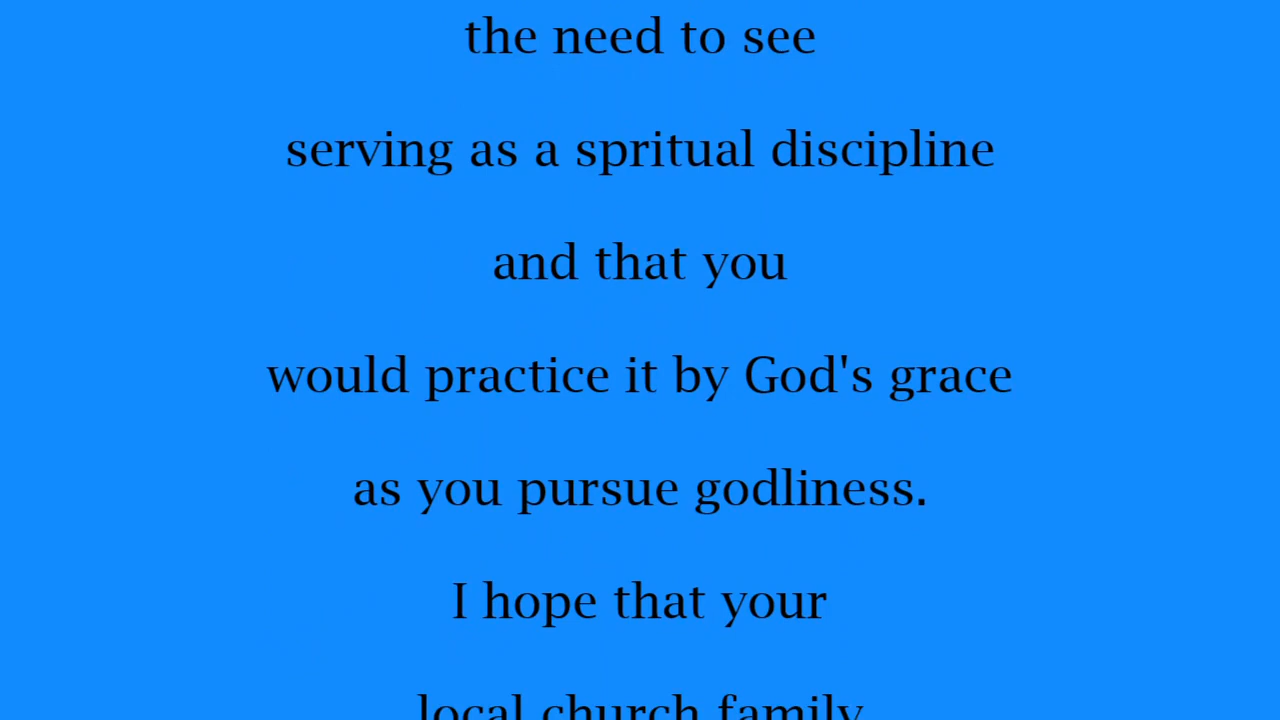 the need to see
serving as a spritual discipline
and that you
would practice it by God's grace
as you pursue godliness.
I hope that your
local church family